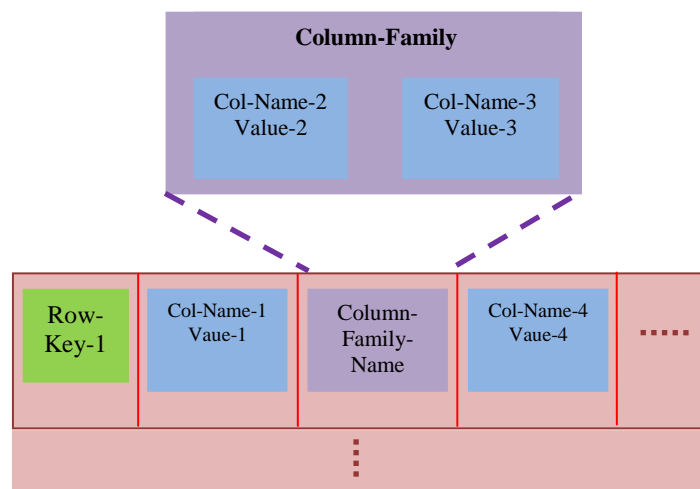 Column-Family
Col-Name-2
Value-2
Col-Name-3
Value-3
Row-
Key-1
Col-Name-1
Vaue-1
Column-
Family-
Name
Col-Name-4
Vaue-4